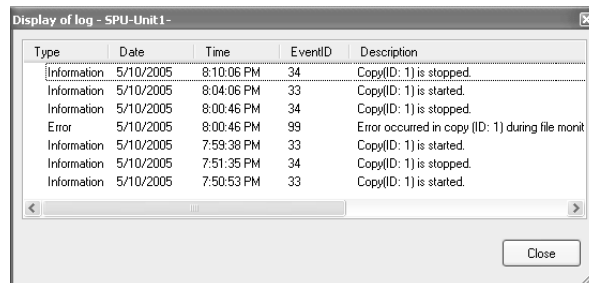 Display of log - SPU-Unit1-
Type Date Time EventID Description
Information 5/10/2005 8:10:06 PM 34 Copy(ID: 1) is stopped.
Information 5/10/2005 8:04:06 PM 33 Copy(ID: 1) is started.
Information 5/10/2005 8:00:46 PM 34 Copy(ID: 1) is stopped.
Error 5/10/2005 8:00:46 PM 99 Error occurred in copy (ID: 1) during file monit
Information 5/10/2005 7:59:38 PM 33 Copy(ID: 1) is started.
Information 5/10/2005 7:51:35 PM 34 Copy(ID: 1) is stopped.
Information 5/10/2005 7:50:53 PM 33 Copy(ID: 1) is started.
Close